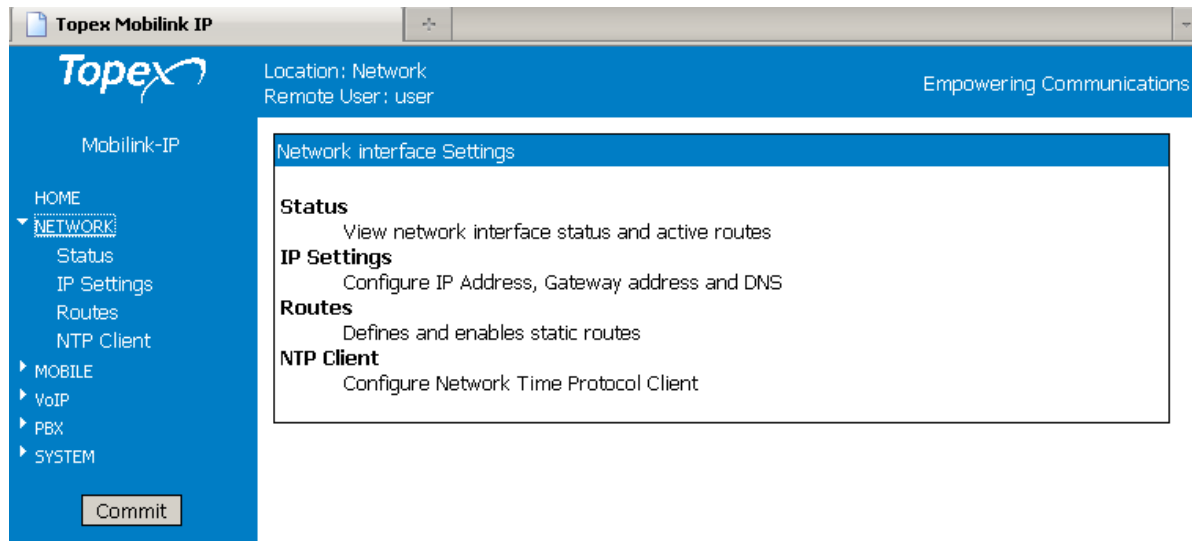 Topex Mobilink IP
Topex
Location: Network
Remote User: user
Empowering Communications
Mobilink-IP
HOME
NETWORK
Status
IP Settings
Routes
NTP Client
MOBILE
VoIP
PBX
SYSTEM
Commit
Network interface Settings
Status
View network interface status and active routes
IP Settings
Configure IP Address, Gateway address and DNS
Routes
Defines and enables static routes
NTP Client
Configure Network Time Protocol Client